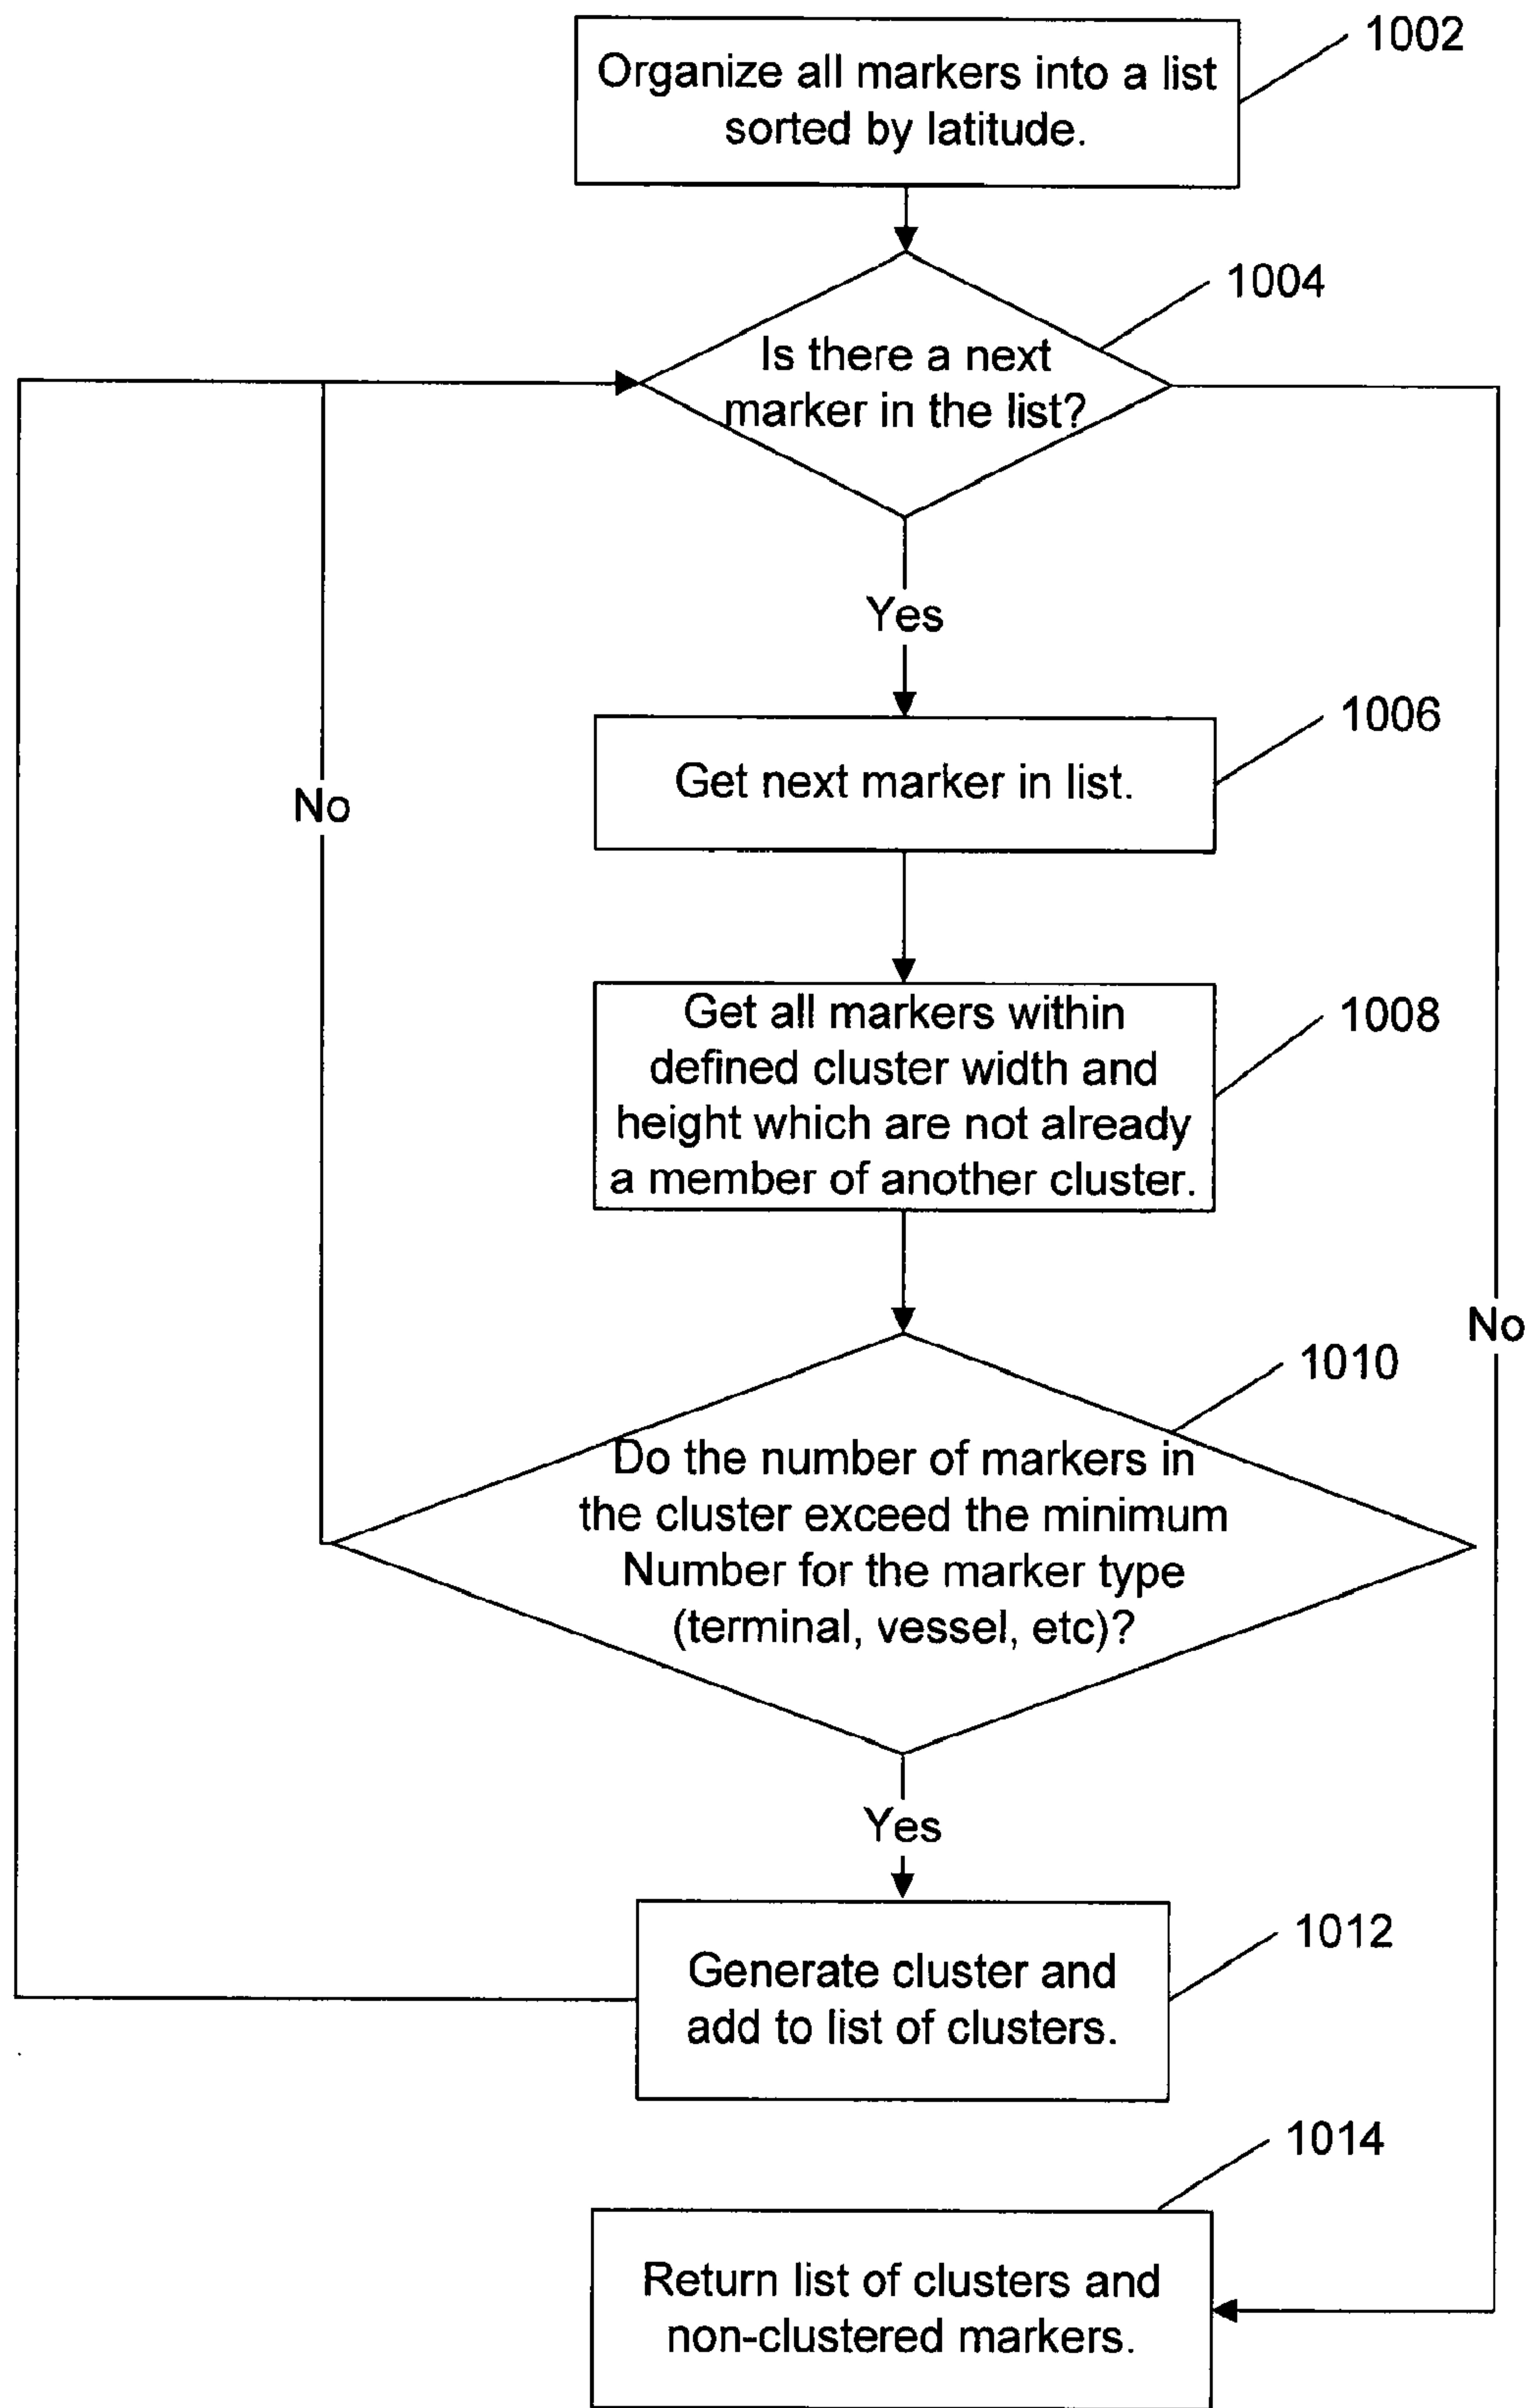 1002
Organize all markers into a list
sorted by latitude.
1004
Is there a next
marker in the list?
Yes
1006
Get next marker in list.
No
1008
Get all markers within
defined cluster width and
height which are not already
a member of another cluster.
No
1010
Do the number of markers in
the cluster exceed the minimum
Number for the marker type
(terminal, vessel, etc)?
Yes
1012
Generate cluster and
add to list of clusters.
1014
Return list of clusters and
non-clustered markers.